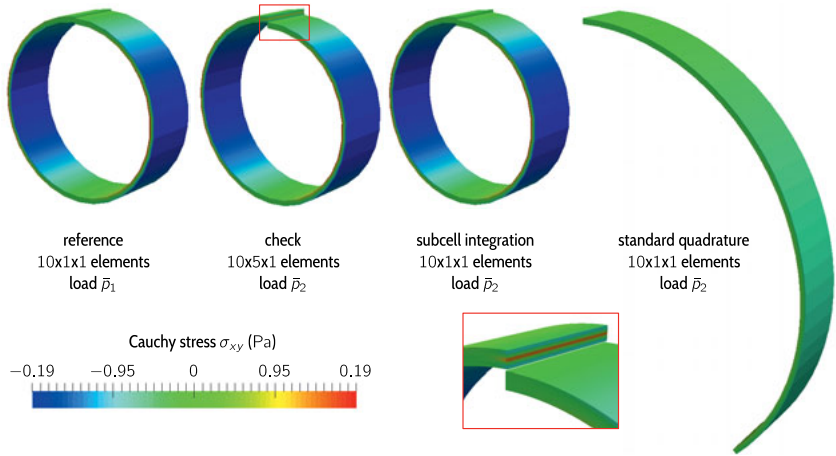 reference
10x1x1 elements
load p̄₁
check
10x5x1 elements
load p̄₂
subcell integration
10x1x1 elements
load p̄₂
standard quadrature
10x1x1 elements
load p̄₂
Cauchy stress σxy (Pa)
−0.19 −0.95 0 0.95 0.19